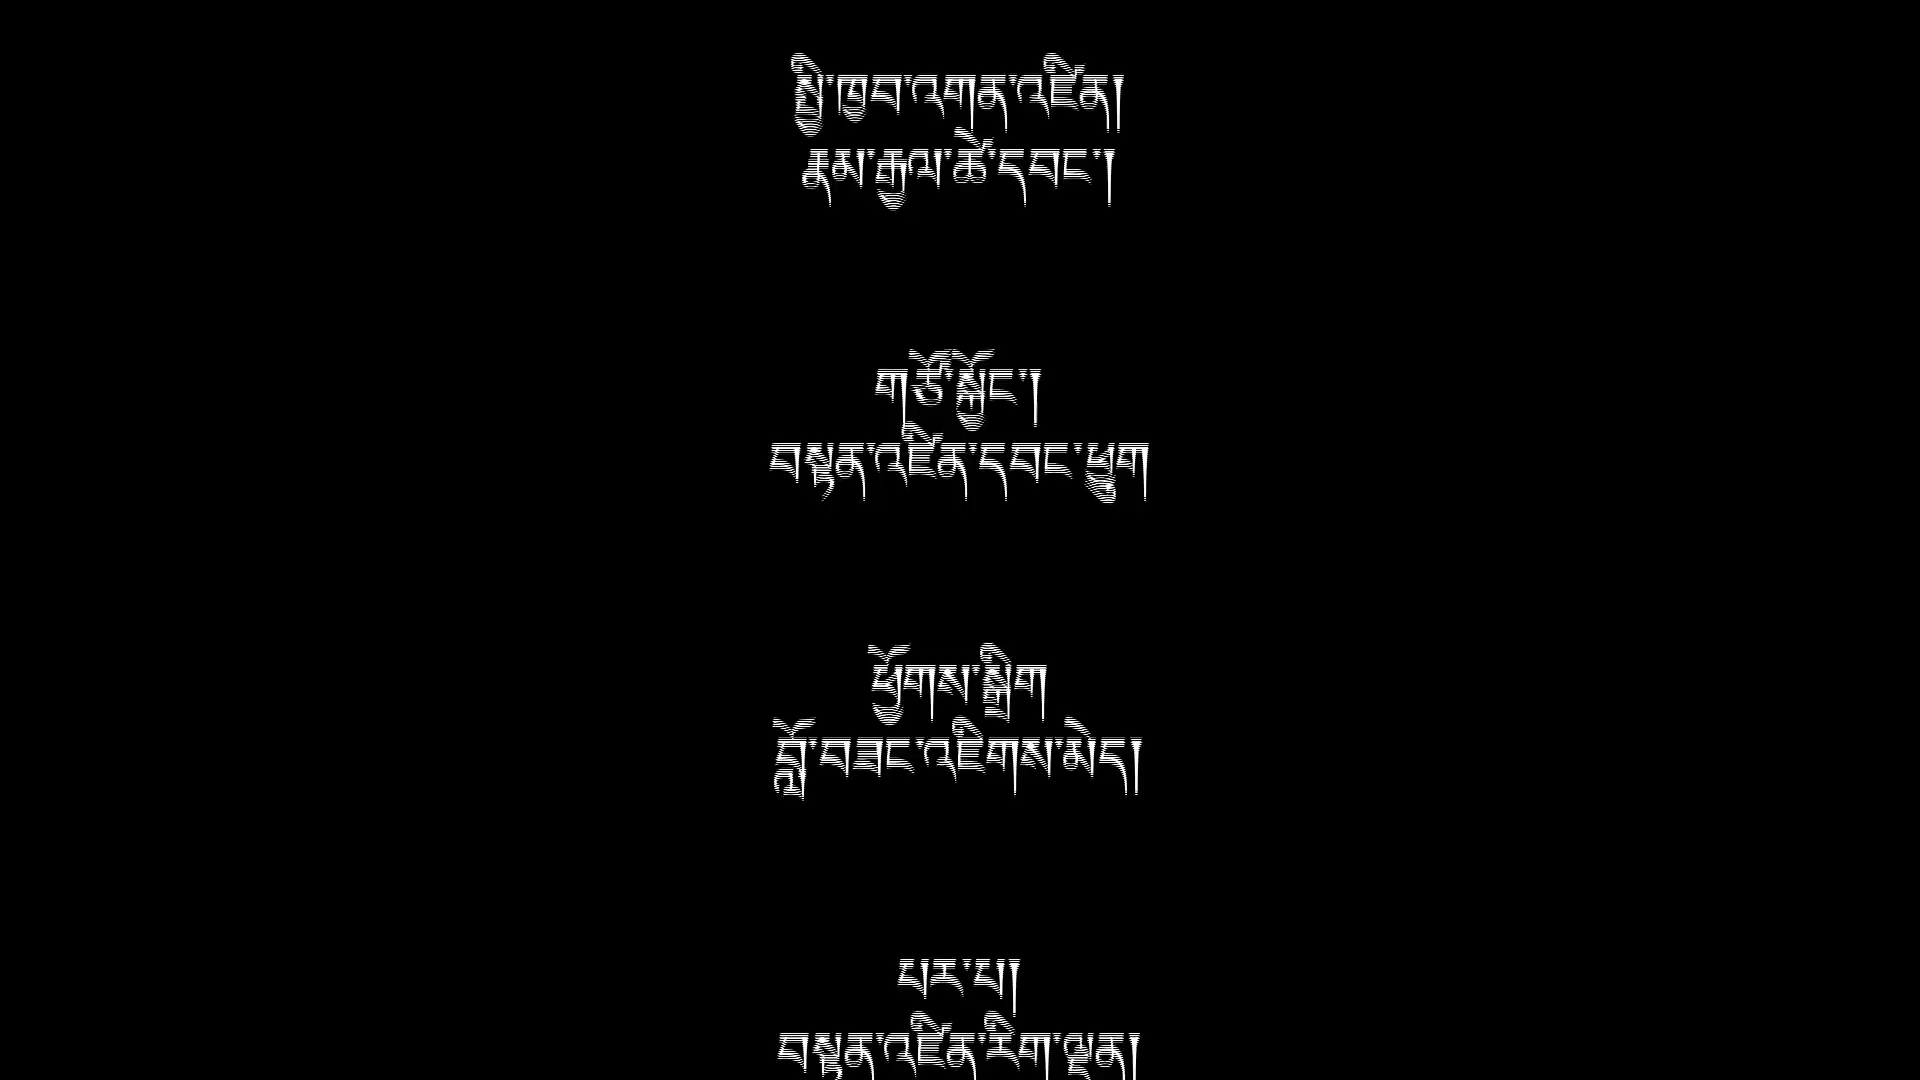 སྤྱི་ཁྱབ་འགན་འཛིན།
རྣམ་རྒྱལ་ཚེ་དབང་།
གཙོ་སྐྱོང་།
བསྟན་འཛིན་དབང་ཕྱུག
ཕྱོགས་སྒྲིག
བློ་བཟང་འཇིགས་མེད།
པར་པ།
བསྟན་འཛིན་རིག་ལྡན།